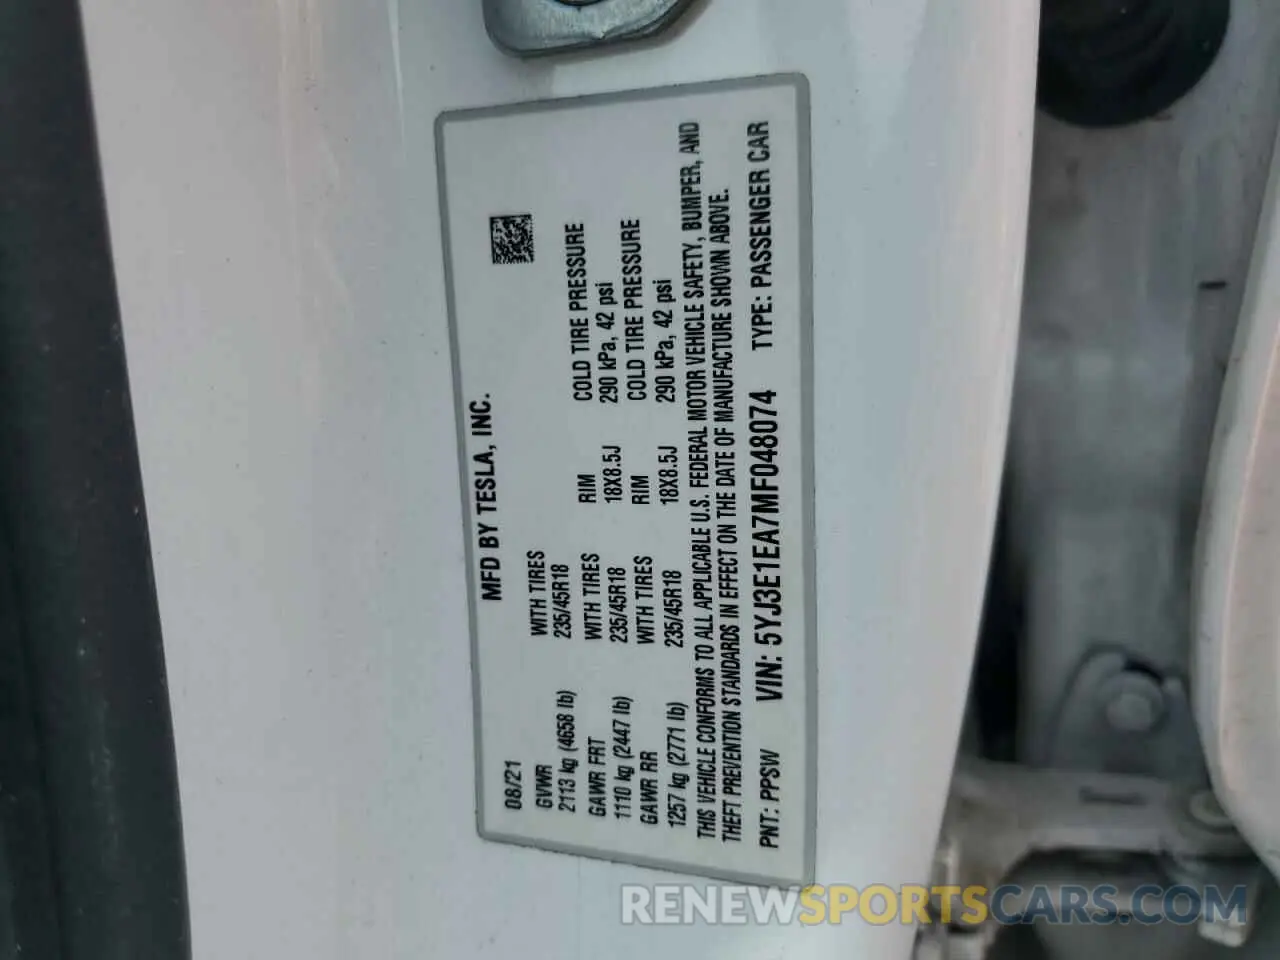 MFD BY TESLA, INC.
08/21
GVWR WITH TIRES
2113 kg (4658 lb) 235/45R18
GAWR FRT WITH TIRES RIM COLD TIRE PRESSURE
1110 kg (2447 lb) 235/45R18 18X8.5J 290 kPa, 42 psi
GAWR RR WITH TIRES RIM COLD TIRE PRESSURE
1257 kg (2771 lb) 235/45R18 18X8.5J 290 kPa, 42 psi
THIS VEHICLE CONFORMS TO ALL APPLICABLE U.S. FEDERAL MOTOR VEHICLE SAFETY, BUMPER, AND
THEFT PREVENTION STANDARDS IN EFFECT ON THE DATE OF MANUFACTURE SHOWN ABOVE.
PNT: PPSW VIN: 5YJ3E1EA7MF048074 TYPE: PASSENGER CAR
RENEWSPORTSCARS.COM